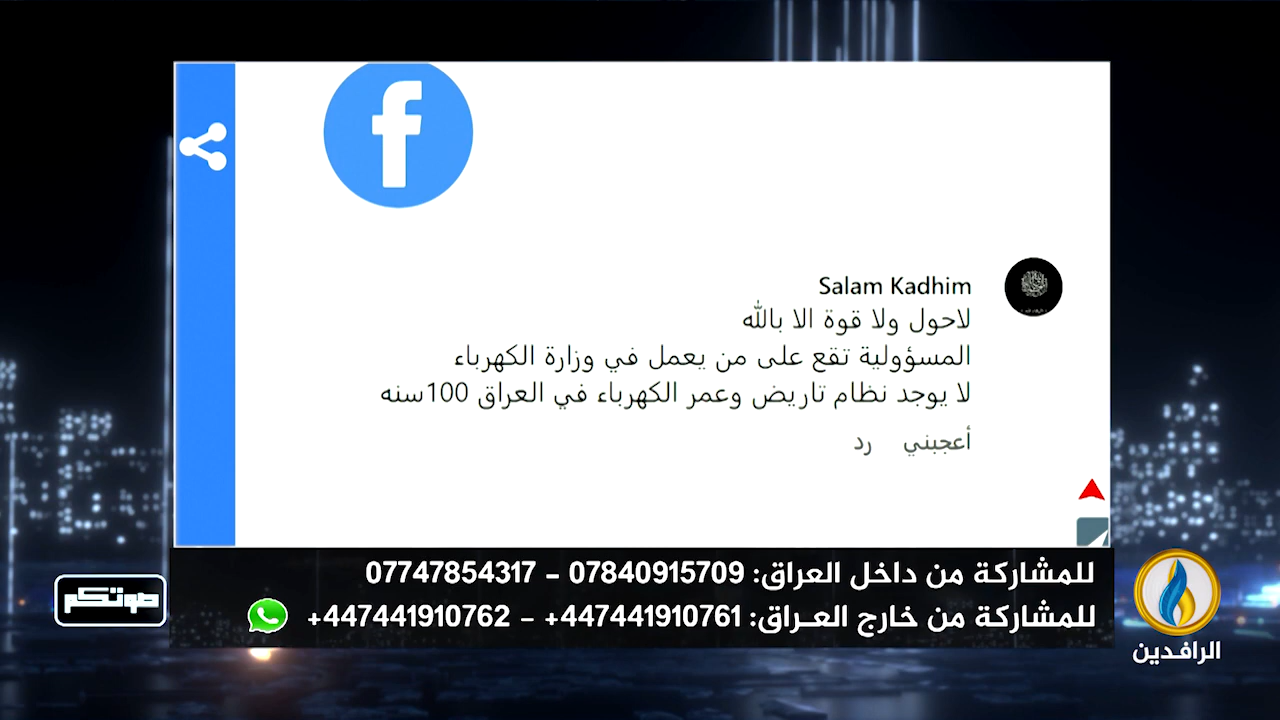 Salam Kadhim
لاحول ولا قوة الا بالله
المسؤولية تقع على من يعمل في وزارة الكهرباء
لا يوجد نظام تاريض وعمر الكهرباء في العراق 100سنه
أعجبني رد
للمشاركة من داخل العراق: 07840915709 - 07747854317
للمشاركة من خارج العـراق: 447441910761+ - 447441910762+
صوتكم
الرافدين